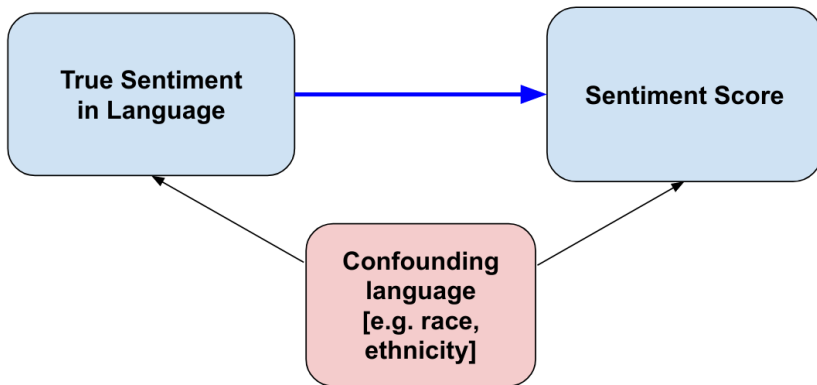 True Sentiment
in Language
Sentiment Score
Confounding
language
[e.g. race,
ethnicity]